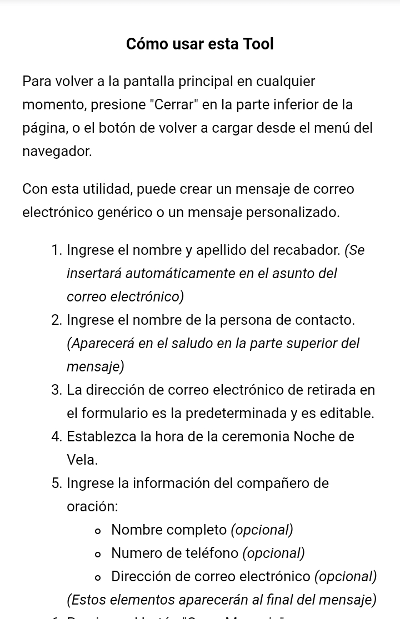 Cómo usar esta Tool
Para volver a la pantalla principal en cualquier
momento, presione "Cerrar" en la parte inferior de la
página, o el botón de volver a cargar desde el menú del
navegador.
Con esta utilidad, puede crear un mensaje de correo
electrónico genérico o un mensaje personalizado.
1. Ingrese el nombre y apellido del recabador. (Se
insertará automáticamente en el asunto del
correo electrónico)
2. Ingrese el nombre de la persona de contacto.
(Aparecerá en el saludo en la parte superior del
mensaje)
3. La dirección de correo electrónico de retirada en
el formulario es la predeterminada y es editable.
4. Establezca la hora de la ceremonia Noche de
Vela.
5. Ingrese la información del compañero de
oración:
Nombre completo (opcional)
Numero de teléfono (opcional)
Dirección de correo electrónico (opcional)
(Estos elementos aparecerán al final del mensaje)